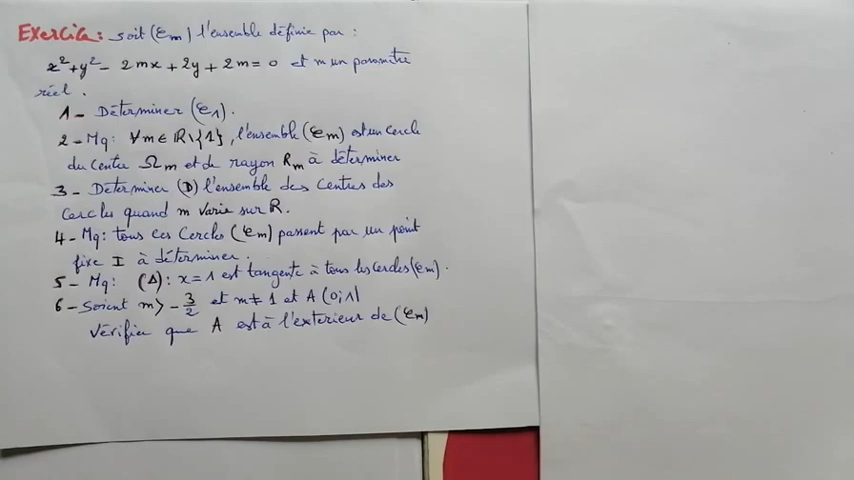 Exercice: soit (Cm) l'ensemble définie par :
x²+y²- 2mx + 2y + 2m = 0 et m un paramètre
réel.
1- Déterminer (C1).
2- Mq: ∀m ∈ ℝ\{1}, l'ensemble (Cm) est un cercle
du centre Ωm et de rayon Rm à déterminer
3- Déterminer (D) l'ensemble des centres des
cercles quand m varie sur ℝ.
4- Mq: tous ces cercles (Cm) passent par un point
fixe I à déterminer.
5- Mq: (Δ): x = 1 est tangente à tous les cercles (Cm).
6- Soient m > -3/2 et m ≠ 1 et A(0;1)
Vérifier que A est à l'exterieur de (Cm)